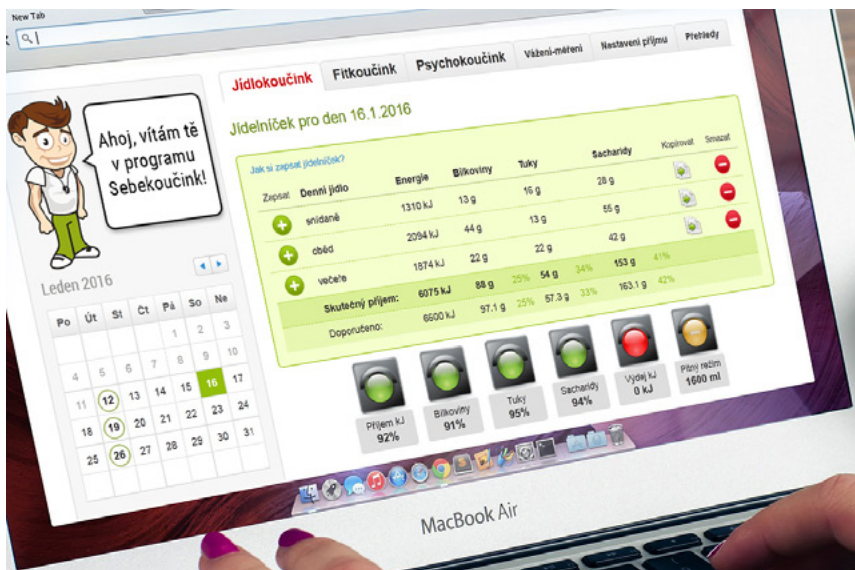 New Tab
Jídlokoučink
Fitkoučink
Psychokoučink
Vážení-měření
Nastavení příjmu
Přehledy
Ahoj, vítám tě
v programu
Sebekoučink!
Jídelníček pro den 16.1.2016
Jak si zapsat jídelníček?
Zapsat Denní jídlo Energie Bílkoviny Tuky Sacharidy Kopírovat Smazat
snídaně 1310 kJ 13 g 16 g 28 g
oběd 2094 kJ 44 g 13 g 55 g
večeře 1874 kJ 22 g 22 g 42 g
Skutečný příjem: 6075 kJ 88 g 25% 54 g 34% 153 g 41%
Doporučeno: 6600 kJ 97.1 g 25% 57.3 g 33% 163.1 g 42%
Leden 2016
Po Út St Čt Pá So Ne
1 2 3
4 5 6 7 8 9 10
11 12 13 14 15 16 17
18 19 20 21 22 23 24
25 26 27 28 29 30 31
Příjem kJ
92%
Bílkoviny
91%
Tuky
95%
Sacharidy
94%
Výdej kJ
0 kJ
Pitný režim
1600 ml
MacBook Air